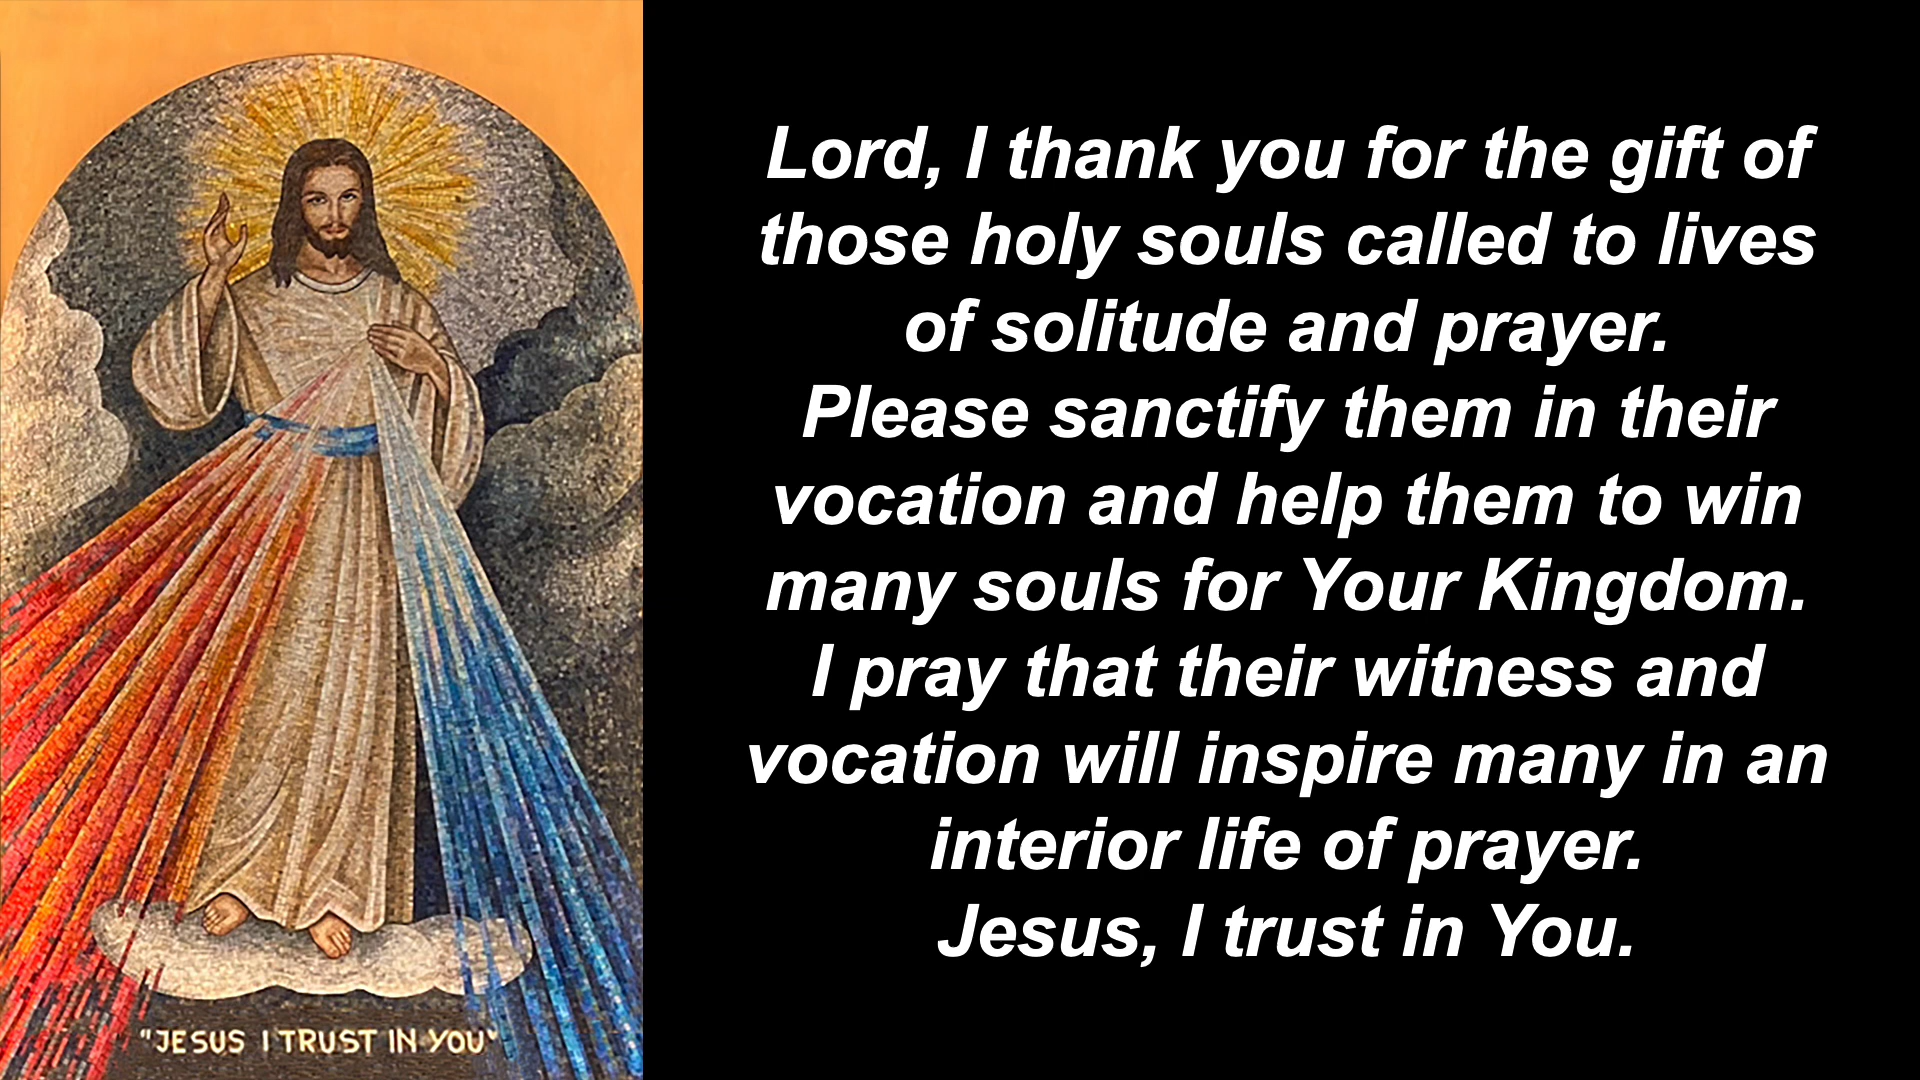 Lord, I thank you for the gift of
those holy souls called to lives
of solitude and prayer.
Please sanctify them in their
vocation and help them to win
many souls for Your Kingdom.
I pray that their witness and
vocation will inspire many in an
interior life of prayer.
Jesus, I trust in You.
"JESUS I TRUST IN YOU"